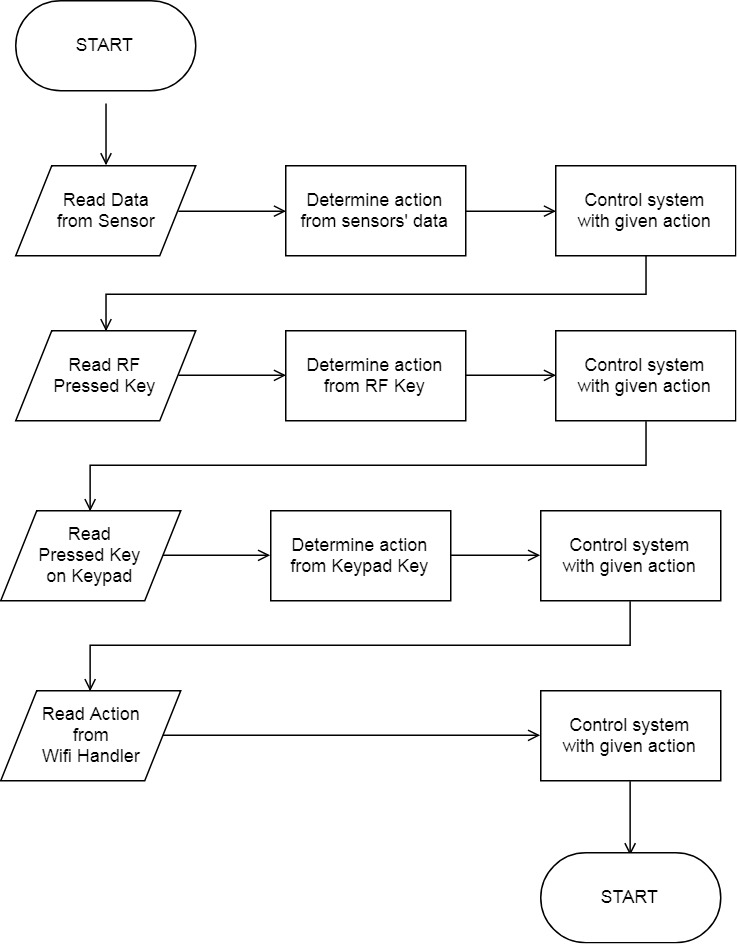 START
Read Data
from Sensor
Determine action
from sensors' data
Control system
with given action
Read RF
Pressed Key
Determine action
from RF Key
Control system
with given action
Read
Pressed Key
on Keypad
Determine action
from Keypad Key
Control system
with given action
Read Action
from
Wifi Handler
Control system
with given action
START